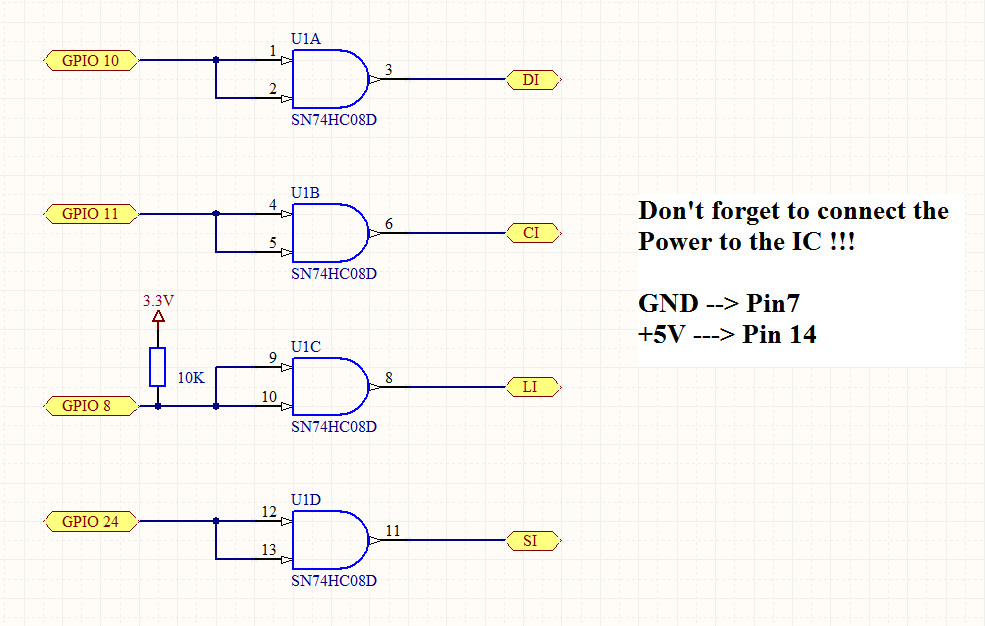 U1A
GPIO 10
1
2
3
DI
SN74HC08D
U1B
GPIO 11
4
5
6
CI
SN74HC08D
Don't forget to connect the
Power to the IC !!!
GND --> Pin7
+5V ---> Pin 14
3.3V
10K
U1C
GPIO 8
9
10
8
LI
SN74HC08D
U1D
GPIO 24
12
13
11
SI
SN74HC08D